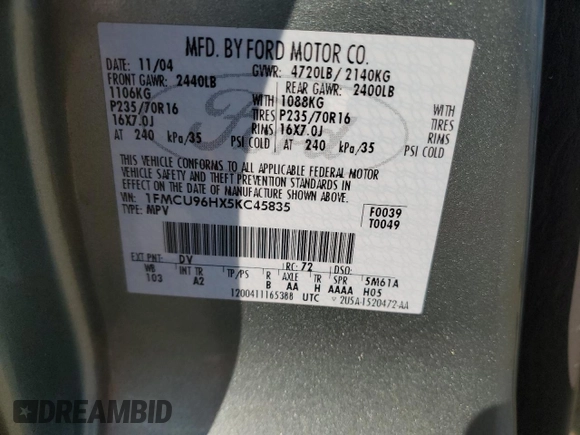 MFD. BY FORD MOTOR CO.
DATE: 11/04 GVWR: 4720LB / 2140KG
FRONT GAWR: 2440LB REAR GAWR: 2400LB
1106KG WITH 1088KG WITH
P235/70R16 TIRES P235/70R16 TIRES
16X7.0J RIMS 16X7.0J RIMS
AT 240 kPa/35 PSI COLD AT 240 kPa/35 PSI COLD
THIS VEHICLE CONFORMS TO ALL APPLICABLE FEDERAL MOTOR
VEHICLE SAFETY AND THEFT PREVENTION STANDARDS IN
EFFECT ON THE DATE OF MANUFACTURE SHOWN ABOVE.
VIN: 1FMCU96HX5KC45835 F0039
TYPE: MPV T0049
EXT PNT: DV RC: 72 DSO:
WB INT TR TP/PS R AXLE TR SPR 5M61A
103 A2 B AA H AAAA H05
1200411165388 UTC 2U5A-1520472-AA
Ford
DREAMBID